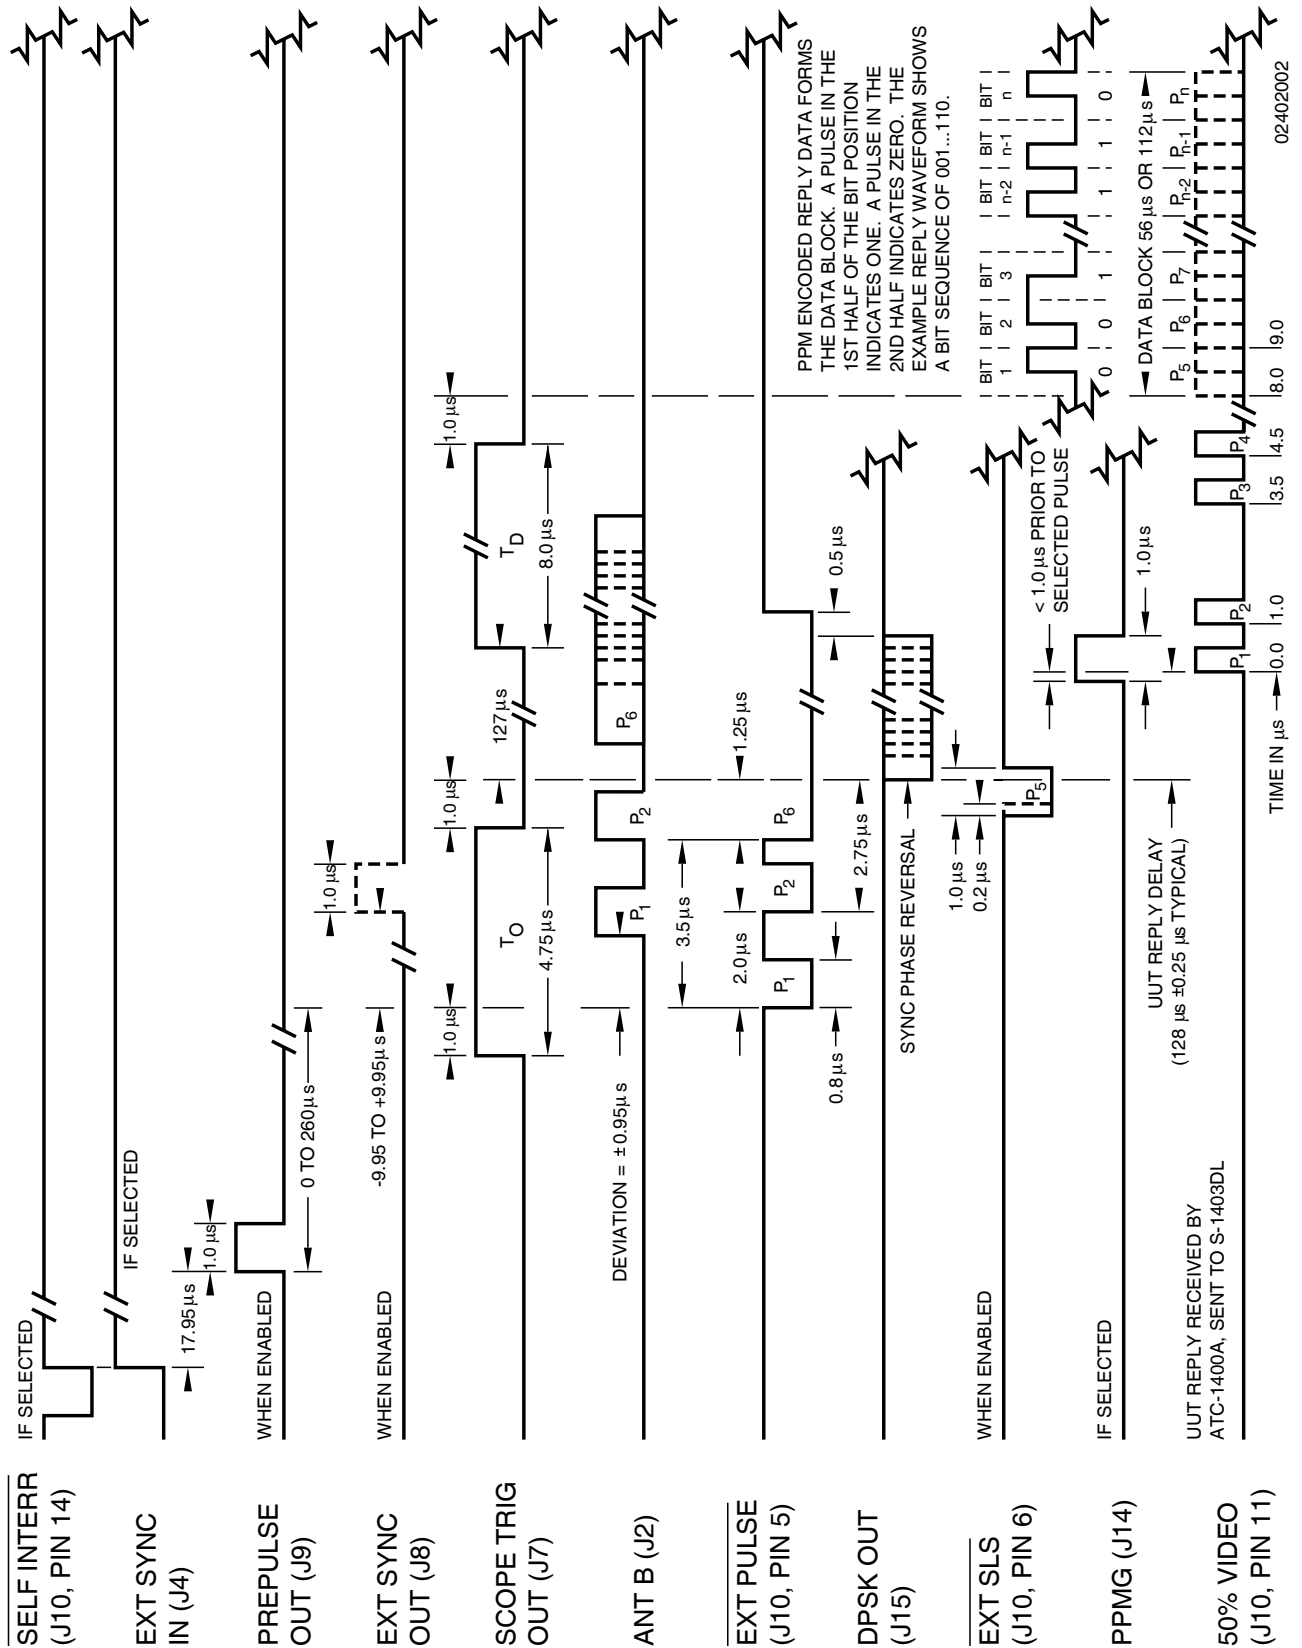 SELF INTERR
(J10, PIN 14)
IF SELECTED
EXT SYNC
IN (J4)
IF SELECTED
17.95µs
PREPULSE
OUT (J9)
WHEN ENABLED
1.0 µs
0 TO 260µs
EXT SYNC
OUT (J8)
WHEN ENABLED
-9.95 TO +9.95µs
1.0 µs
SCOPE TRIG
OUT (J7)
1.0 µs
TO
4.75µs
1.0 µs
127µs
TD
8.0µs
1.0 µs
ANT B (J2)
DEVIATION = ±0.95µs
P1
P2
P6
3.5µs
EXT PULSE
(J10, PIN 5)
2.0µs
1.25µs
P1
P2
P6
0.8µs
2.75µs
0.5µs
DPSK OUT
(J15)
SYNC PHASE REVERSAL
PPM ENCODED REPLY DATA FORMS
THE DATA BLOCK. A PULSE IN THE
1ST HALF OF THE BIT POSITION
INDICATES ONE. A PULSE IN THE
2ND HALF INDICATES ZERO. THE
EXAMPLE REPLY WAVEFORM SHOWS
A BIT SEQUENCE OF 001...110.
EXT SLS
(J10, PIN 6)
WHEN ENABLED
1.0µs
0.2µs
P5
< 1.0µs PRIOR TO
SELECTED PULSE
BIT 1
BIT 2
BIT 3
BIT n-2
BIT n-1
BIT n
0 0 1 1 1 0
PPMG (J14)
IF SELECTED
UUT REPLY DELAY
(128 µs ±0.25 µs TYPICAL)
1.0µs
DATA BLOCK 56µs OR 112µs
50% VIDEO
(J10, PIN 11)
UUT REPLY RECEIVED BY
ATC-1400A, SENT TO S-1403DL
P1 P2 P3 P4 P5 P6 P7 Pn-2 Pn-1 Pn
TIME IN µs
0.0 1.0 3.5 4.5 8.0 9.0
02402002